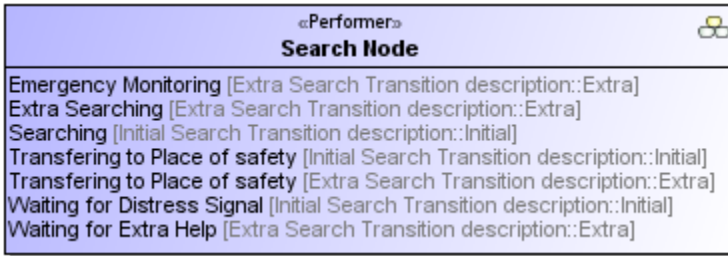 «Performer»
Search Node
Emergency Monitoring [Extra Search Transition description::Extra]
Extra Searching [Extra Search Transition description::Extra]
Searching [Initial Search Transition description::Initial]
Transfering to Place of safety [Initial Search Transition description::Initial]
Transfering to Place of safety [Extra Search Transition description::Extra]
Waiting for Distress Signal [Initial Search Transition description::Initial]
Waiting for Extra Help [Extra Search Transition description::Extra]